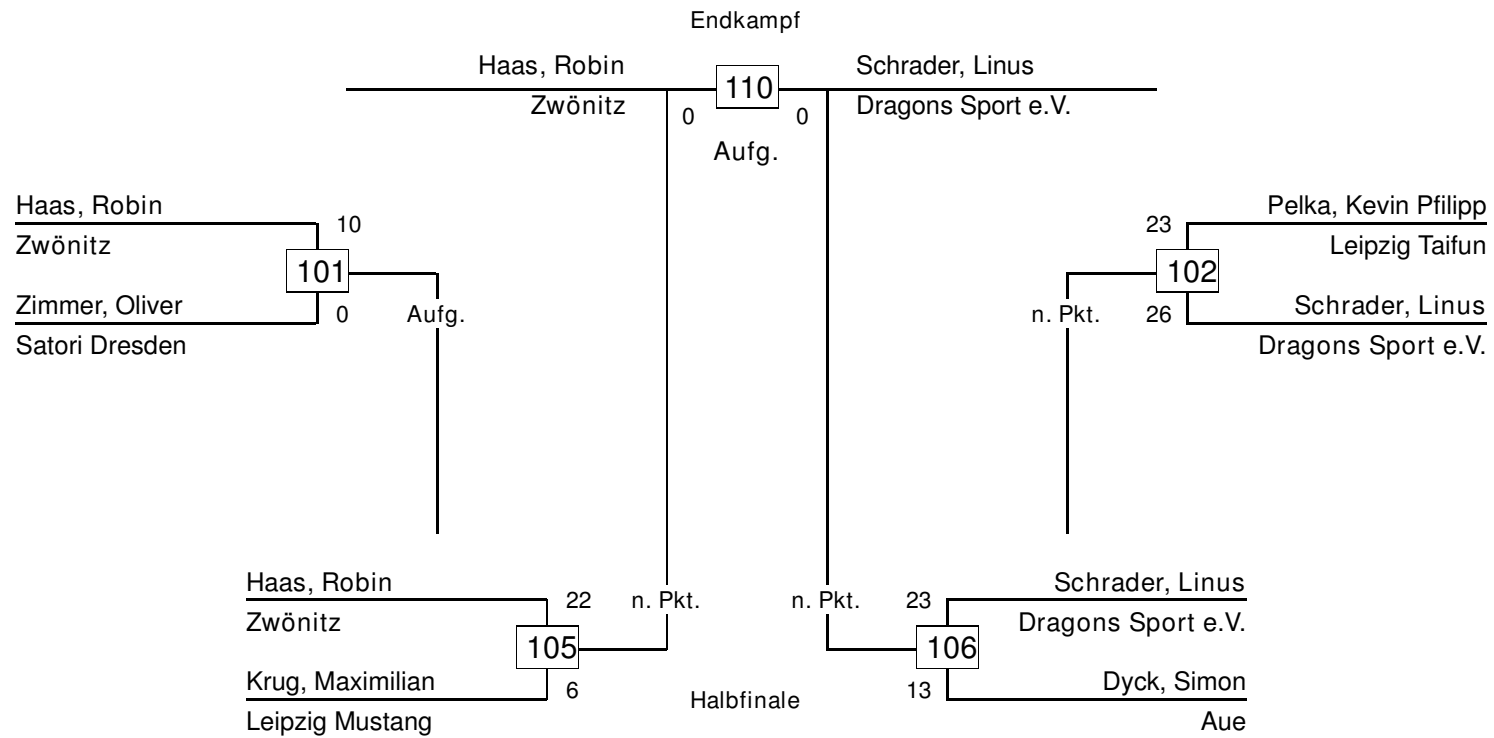 Endkampf
Haas, Robin
Zwönitz
0
110
0
Aufg.
Schrader, Linus
Dragons Sport e.V.
Haas, Robin
Zwönitz
10
101
Zimmer, Oliver
Satori Dresden
0
Aufg.
Pelka, Kevin Pfilipp
Leipzig Taifun
23
102
Schrader, Linus
Dragons Sport e.V.
26
n. Pkt.
Haas, Robin
Zwönitz
22
n. Pkt.
105
Krug, Maximilian
Leipzig Mustang
6
Halbfinale
n. Pkt.
23
Schrader, Linus
Dragons Sport e.V.
106
13
Dyck, Simon
Aue